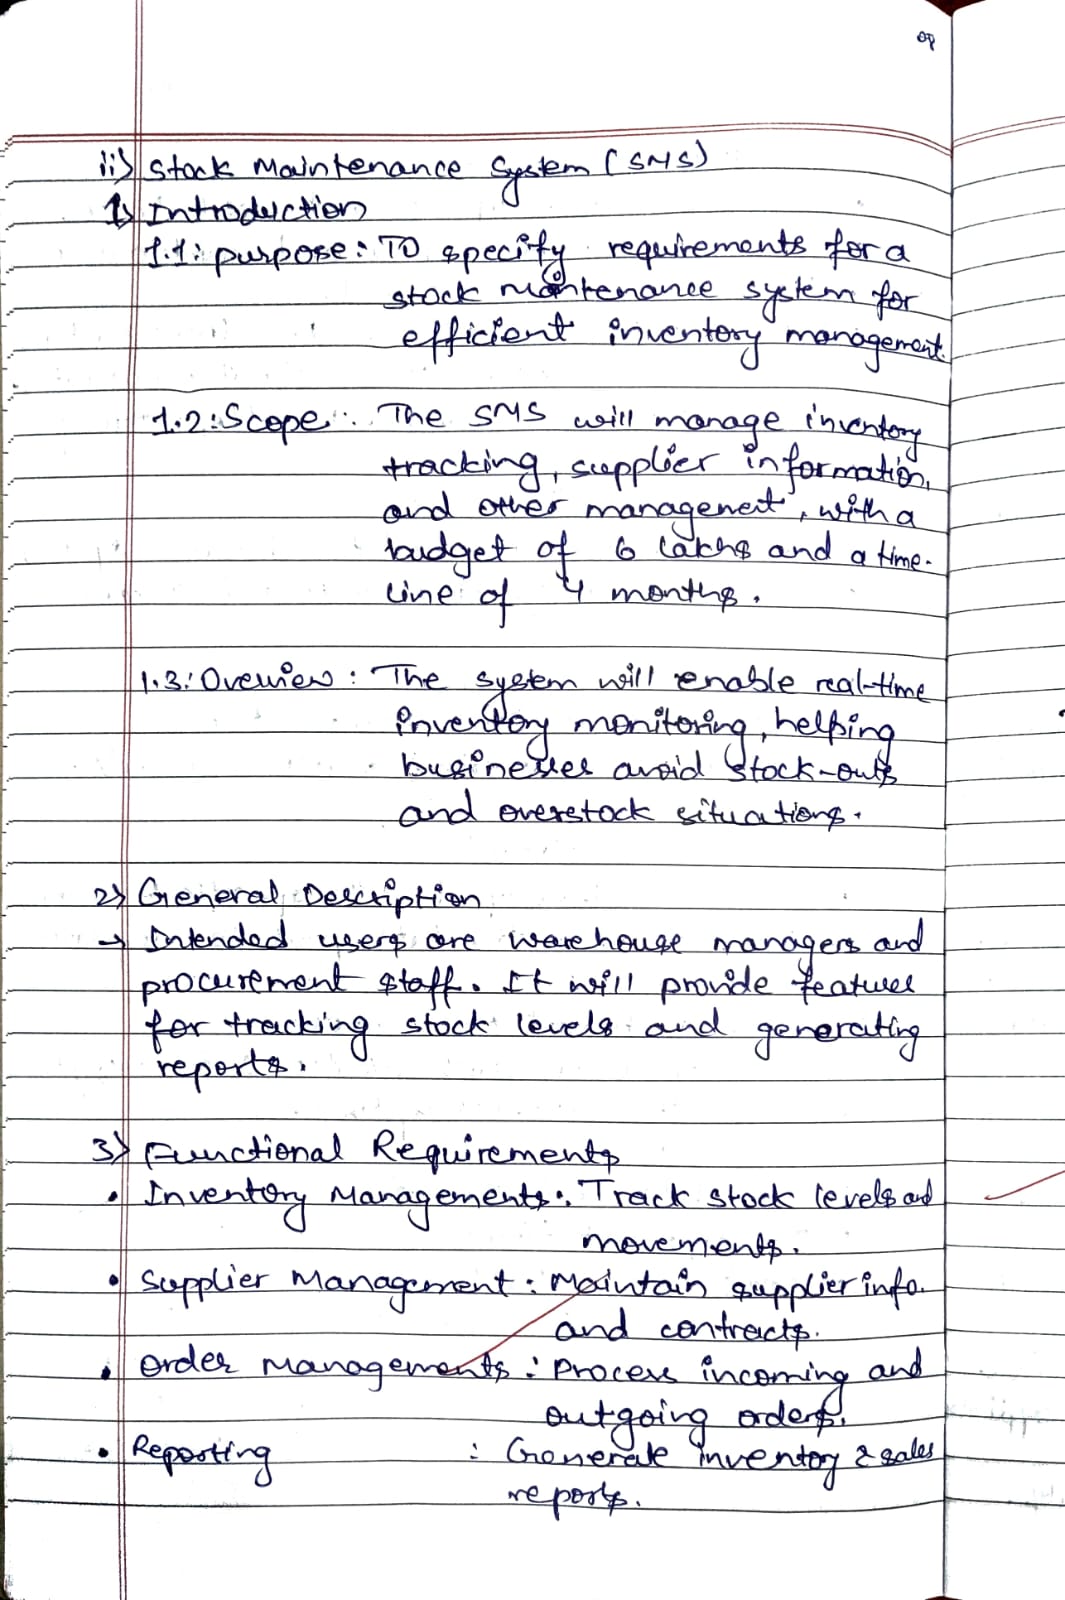 op
ii) Stock Maintenance System (SMS)
1) Introduction
1.1: purpose: To specify requirements for a
stock maintenance system for
efficient inventory management.
1.2: Scope: The SMS will manage inventory
tracking, supplier information,
and other management, with a
budget of 6 lakhs and a time-
line of 4 months.
1.3: Overview: The system will enable real-time
inventory monitoring, helping
businesses avoid stock-outs
and overstock situations.
2) General Description
→ Intended users are warehouse managers and
procurement staff. It will provide features
for tracking stock levels and generating
reports.
3) Functional Requirements
• Inventory Managements: Track stock levels and
movements.
• Supplier Management: Maintain supplier info.
and contracts.
• Order Managements: Process incoming and
outgoing orders.
• Reporting : Generate inventory & sales
reports.